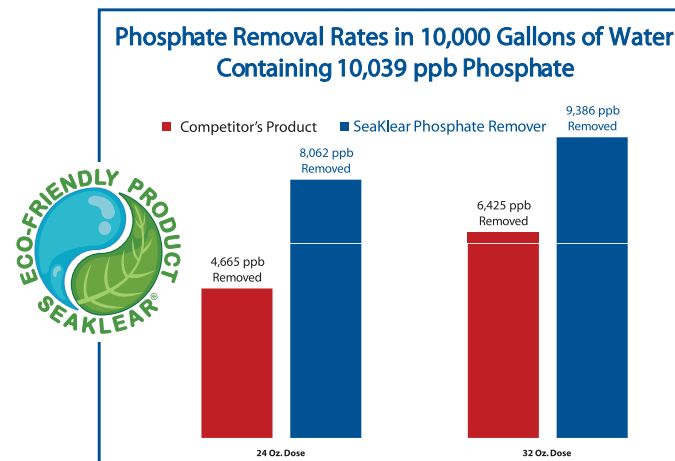 Phosphate Removal Rates in 10,000 Gallons of Water
Containing 10,039 ppb Phosphate
Competitor's Product
SeaKlear Phosphate Remover
9,386 ppb
Removed
8,062 ppb
Removed
6,425 ppb
Removed
4,665 ppb
Removed
ECO-FRIENDLY PRODUCT
SEAKLEAR®
24 Oz. Dose
32 Oz. Dose